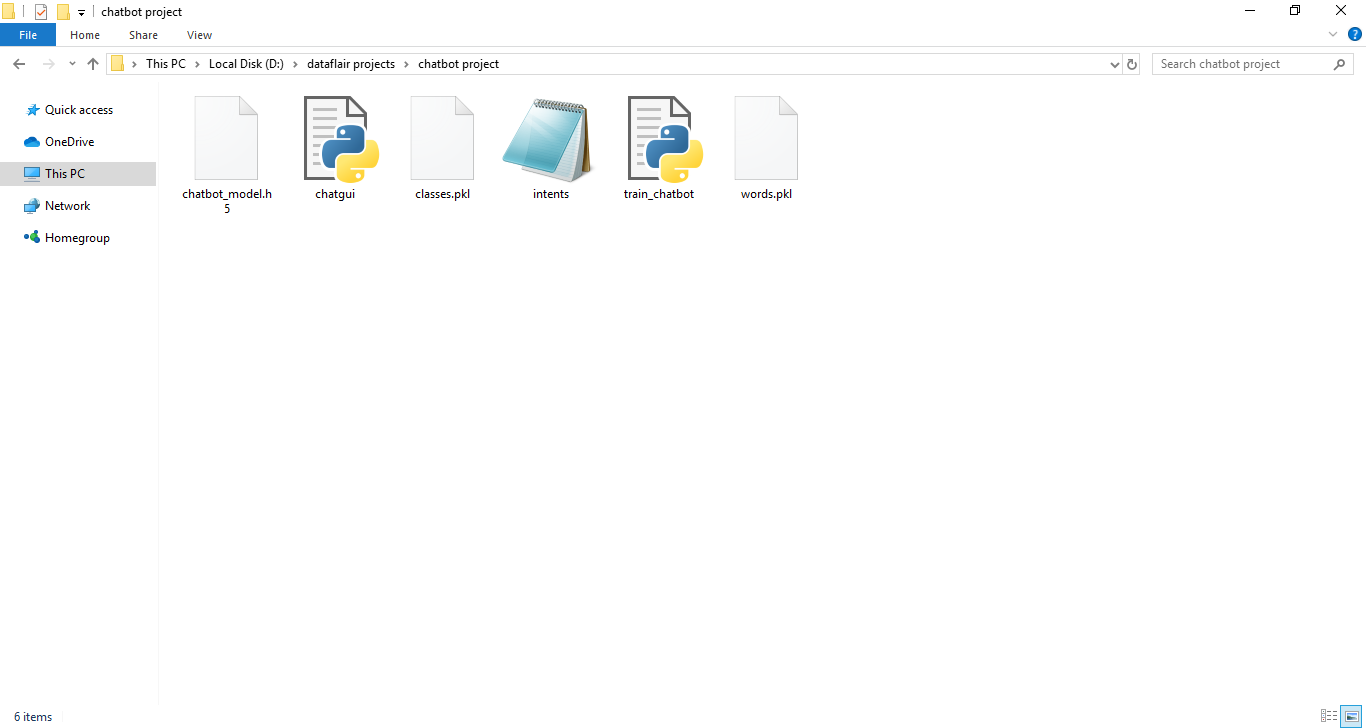 chatbot project
File Home Share View
This PC Local Disk (D:) dataflair projects chatbot project
Search chatbot project
Quick access
OneDrive
This PC
Network
Homegroup
chatbot_model.h
5
chatgui
classes.pkl
intents
train_chatbot
words.pkl
6 items